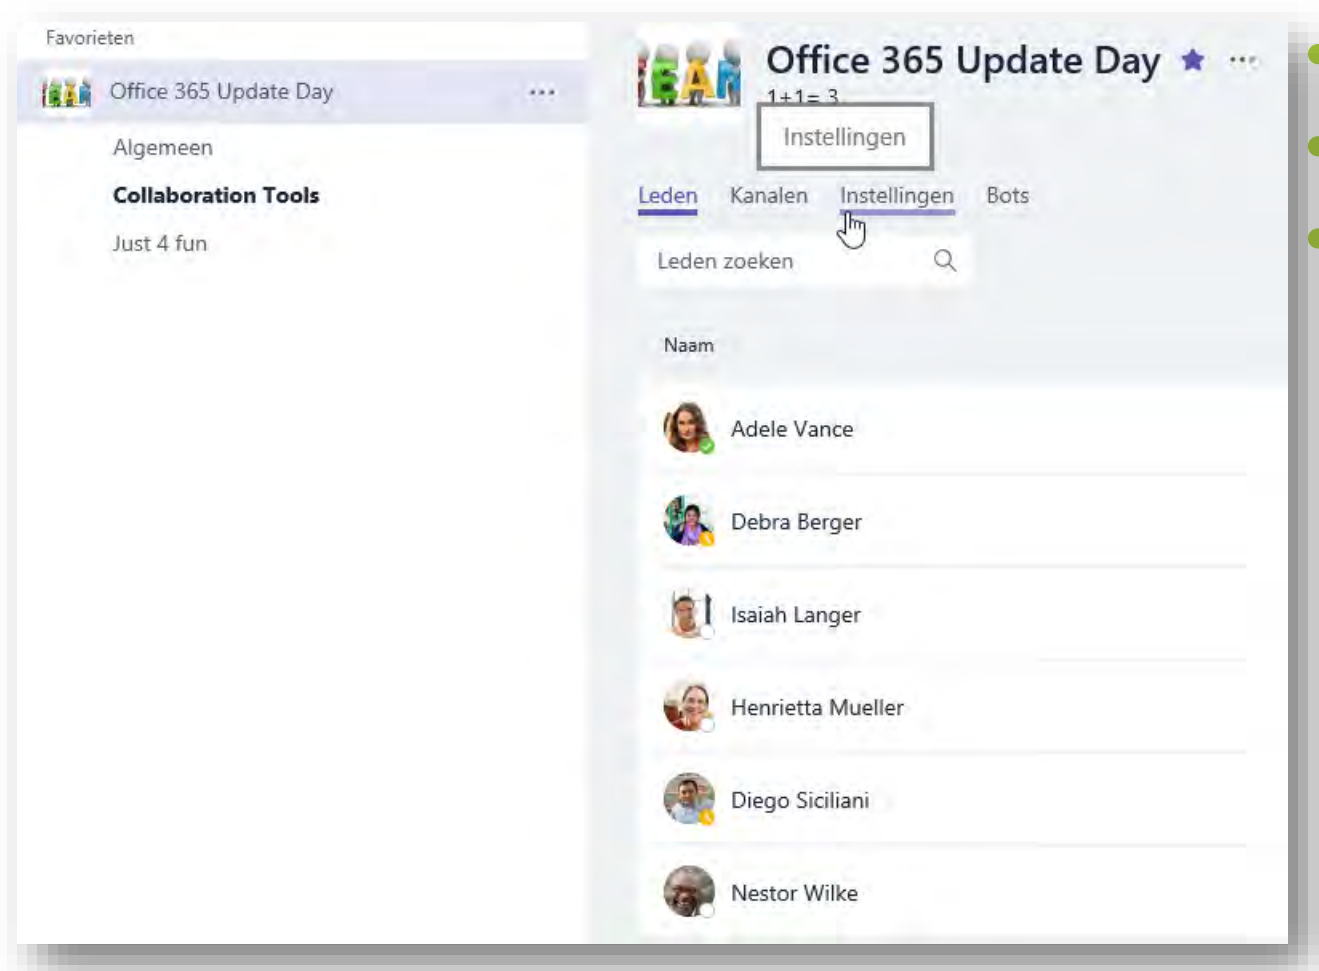 Favorieten
Office 365 Update Day
Algemeen
Collaboration Tools
Just 4 fun
Office 365 Update Day
1+1= 3
Instellingen
Leden Kanalen Instellingen Bots
Leden zoeken
Naam
Adele Vance
Debra Berger
Isaiah Langer
Henrietta Mueller
Diego Siciliani
Nestor Wilke